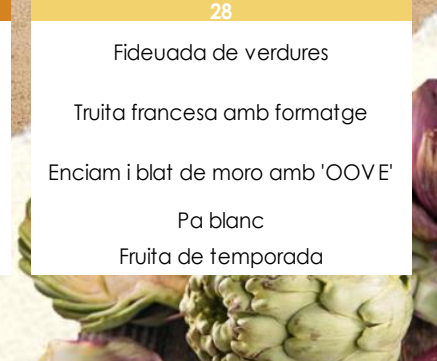 28
Fideuada de verdures
Truita francesa amb formatge
Enciam i blat de moro amb 'OOVE'
Pa blanc
Fruita de temporada